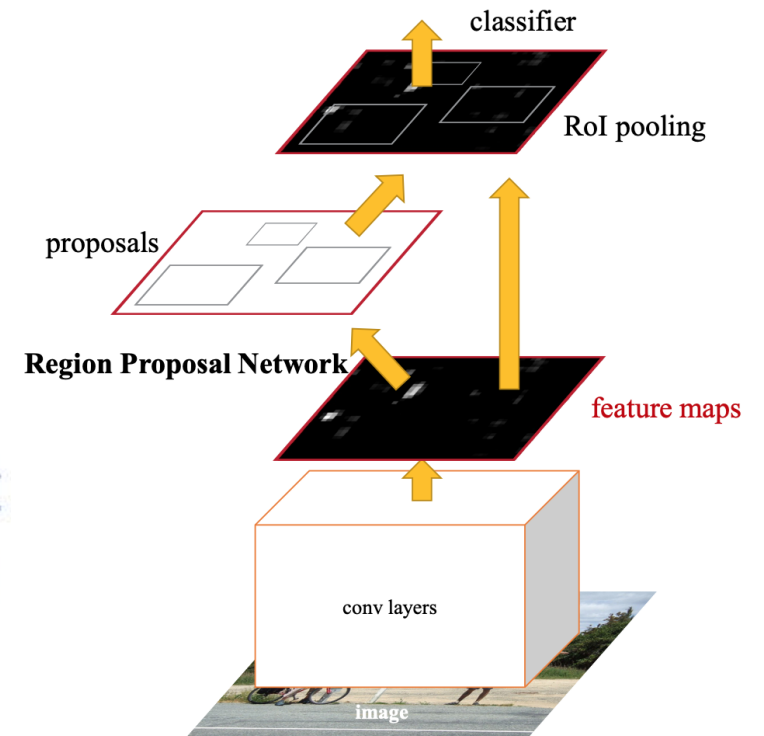 classifier
RoI pooling
proposals
Region Proposal Network
feature maps
conv layers
image